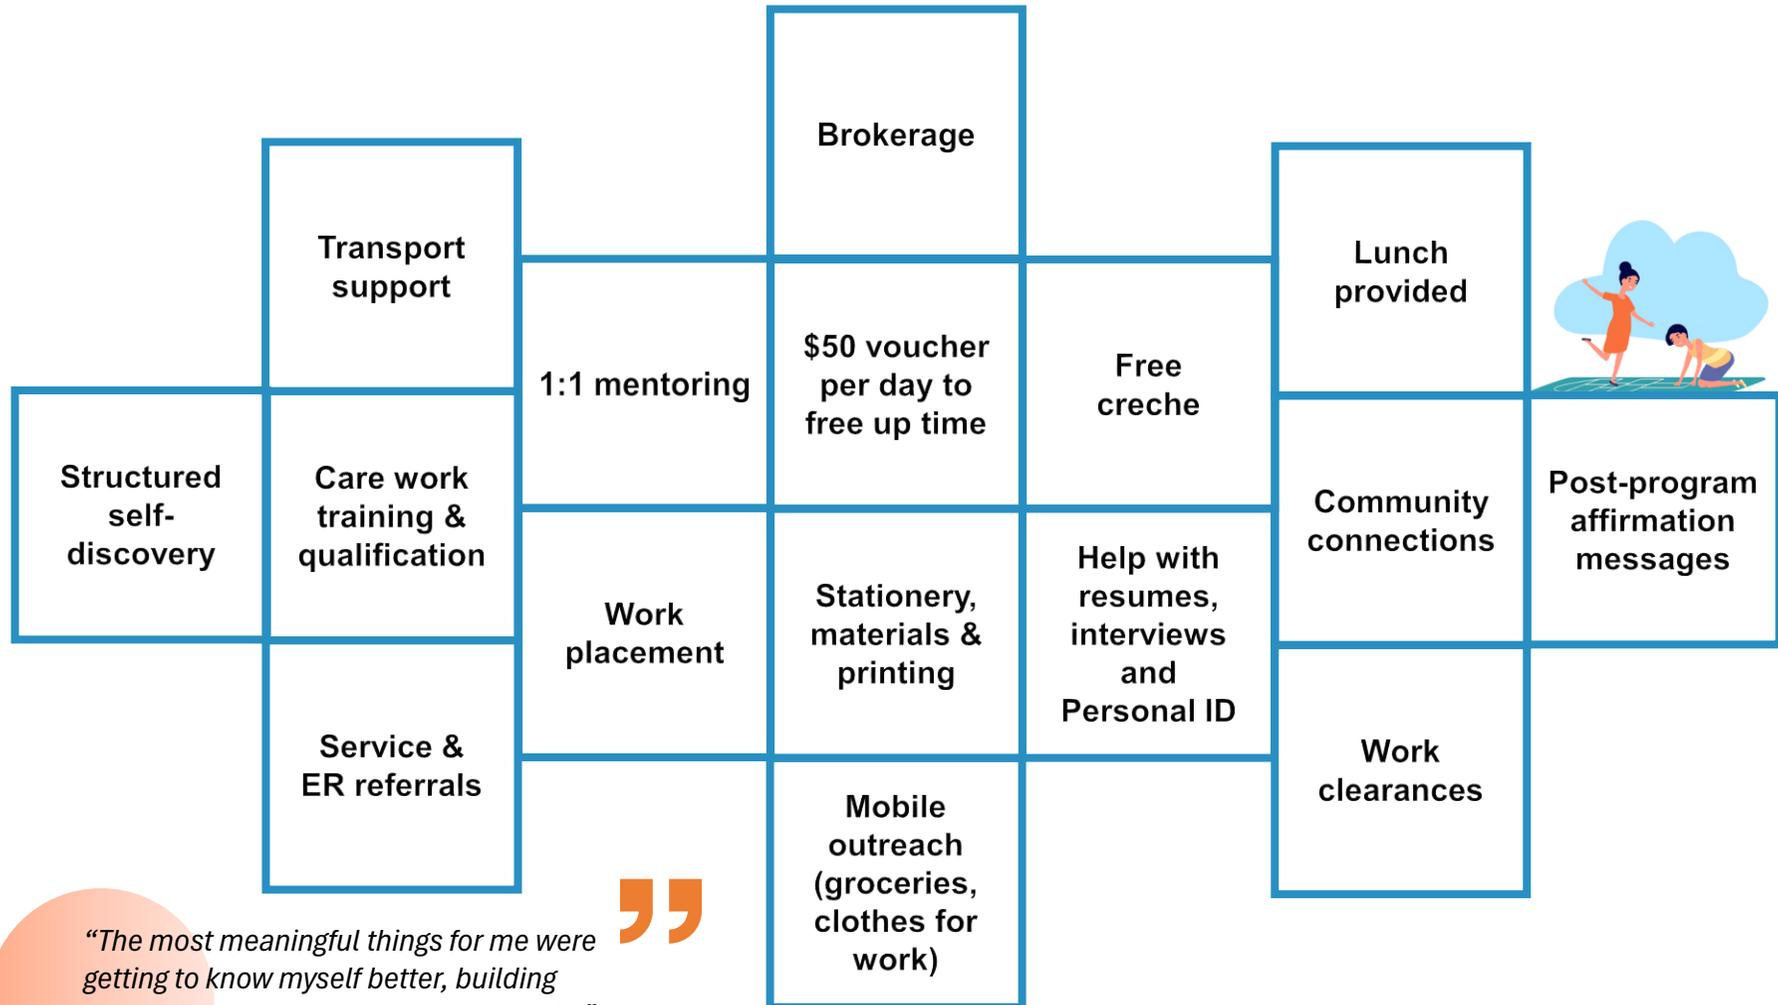 Brokerage
Transport
support
Lunch
provided
1:1 mentoring
$50 voucher
per day to
free up time
Free
creche
Structured
self-
discovery
Care work
training &
qualification
Community
connections
Post-program
affirmation
messages
Work
placement
Stationery,
materials &
printing
Help with
resumes,
interviews
and
Personal ID
Service &
ER referrals
Work
clearances
Mobile
outreach
(groceries,
clothes for
work)
“The most meaningful things for me were
getting to know myself better, building